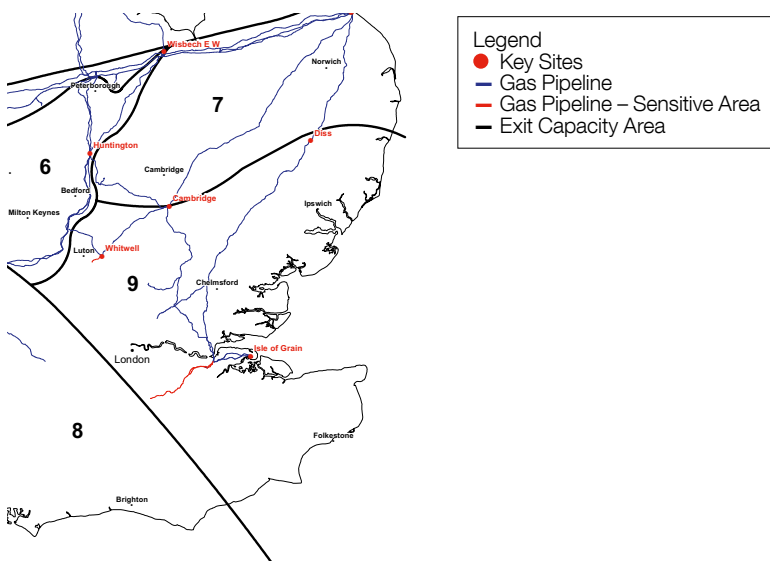 Wisbech E W
Norwich
Peterborough
7
Diss
Huntington
6
Cambridge
Bedford
Cambridge
Ipswich
Milton Keynes
Whitwell
Luton
9
Chelmsford
London
Isle of Grain
8
Folkestone
Brighton
Legend
Key Sites
Gas Pipeline
Gas Pipeline – Sensitive Area
Exit Capacity Area